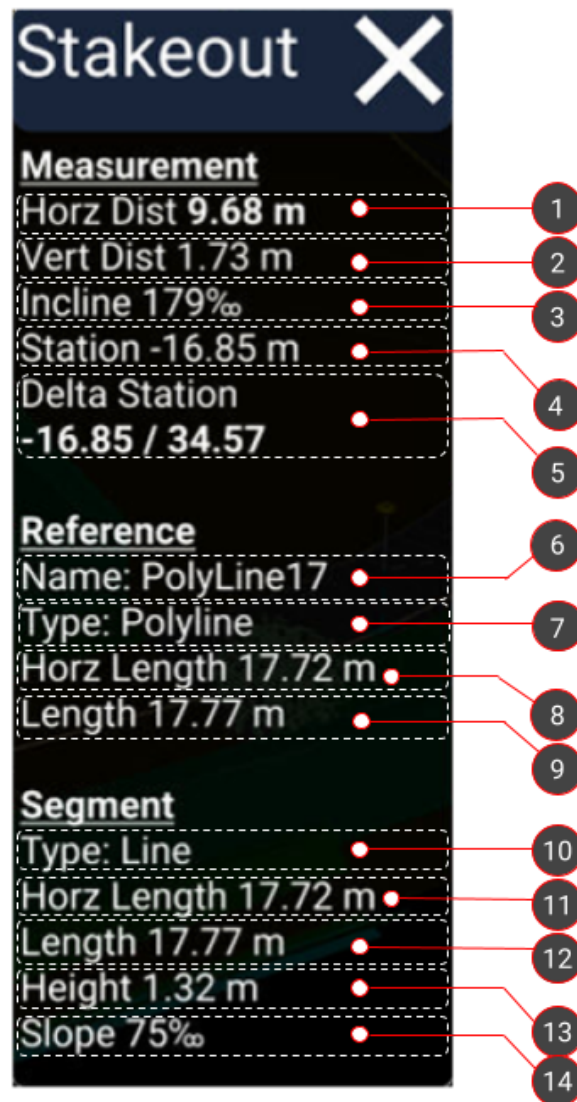 Stakeout
Measurement
Horz Dist 9.68 m
1
Vert Dist 1.73 m
2
Incline 179‰
3
Station -16.85 m
4
Delta Station
-16.85 / 34.57
5
Reference
6
Name: PolyLine17
Type: Polyline
7
Horz Length 17.72 m
8
Length 17.77 m
9
Segment
Type: Line
10
Horz Length 17.72 m
11
Length 17.77 m
12
Height 1.32 m
13
Slope 75‰
14